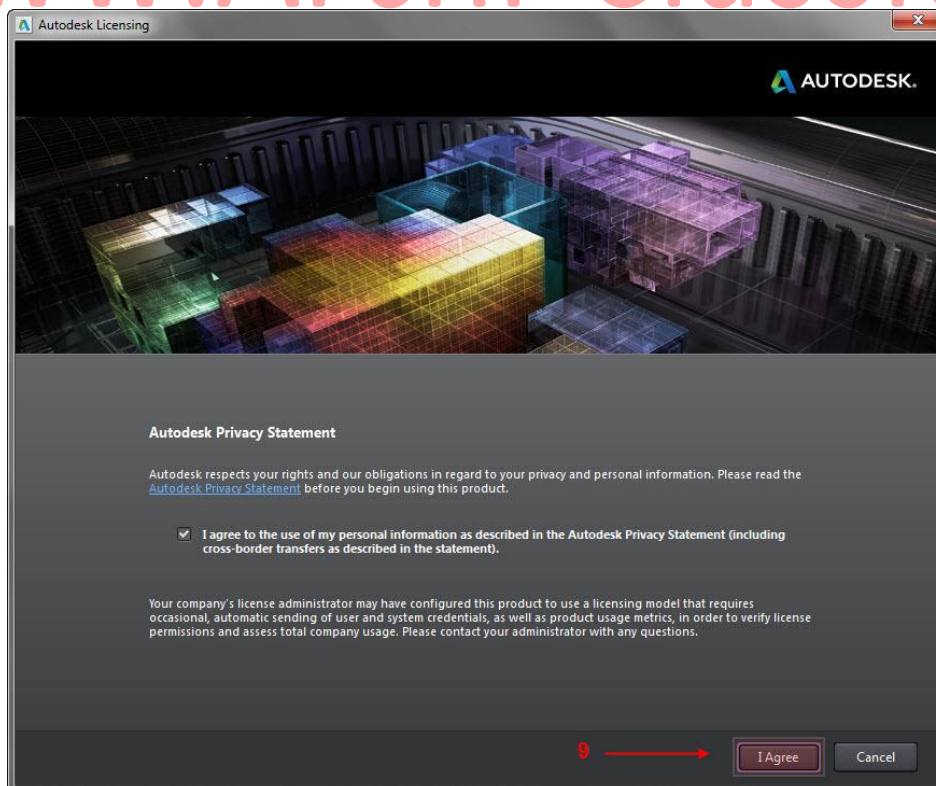 Autodesk Licensing
AUTODESK.
Autodesk Privacy Statement
Autodesk respects your rights and our obligations in regard to your privacy and personal information. Please read the
Autodesk Privacy Statement before you begin using this product.
I agree to the use of my personal information as described in the Autodesk Privacy Statement (including
cross-border transfers as described in the statement).
Your company's license administrator may have configured this product to use a licensing model that requires
occasional, automatic sending of user and system credentials, as well as product usage metrics, in order to verify license
permissions and assess total company usage. Please contact your administrator with any questions.
9
I Agree
Cancel